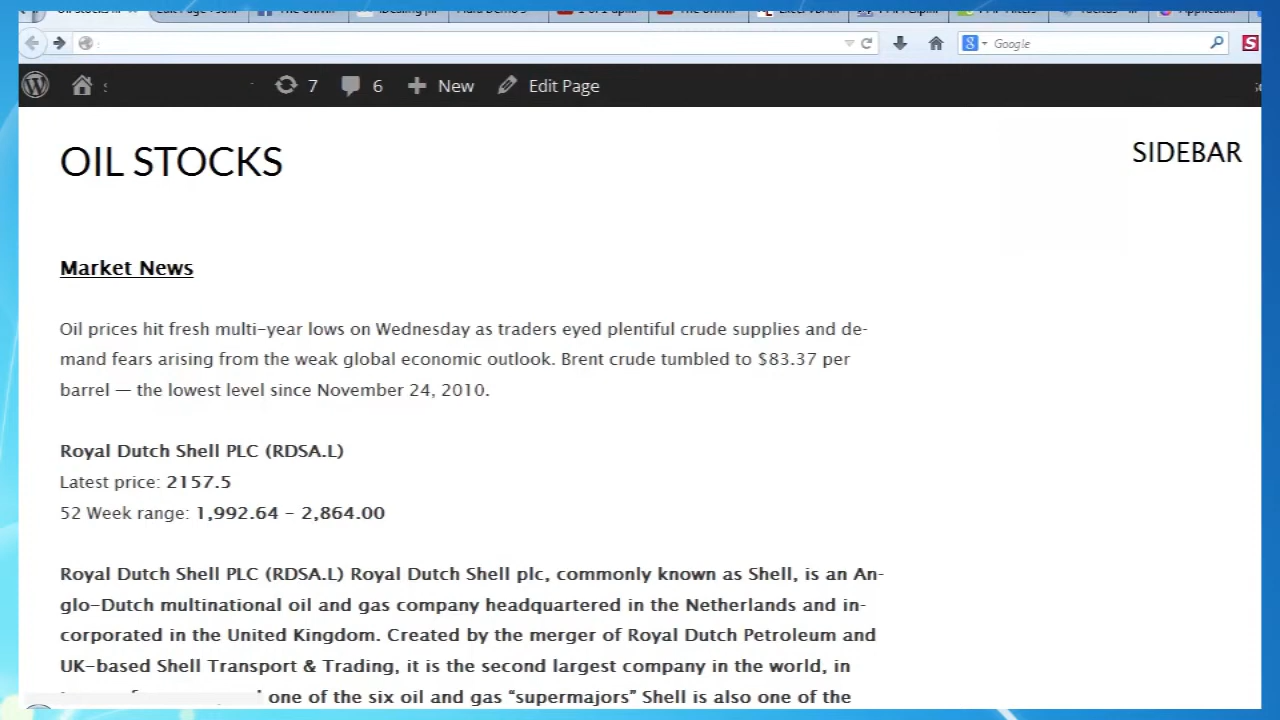 Google
7
6
New
Edit Page
OIL STOCKS
SIDEBAR
Market News
Oil prices hit fresh multi-year lows on Wednesday as traders eyed plentiful crude supplies and de-
mand fears arising from the weak global economic outlook. Brent crude tumbled to $83.37 per
barrel — the lowest level since November 24, 2010.
Royal Dutch Shell PLC (RDSA.L)
Latest price: 2157.5
52 Week range: 1,992.64 – 2,864.00
Royal Dutch Shell PLC (RDSA.L) Royal Dutch Shell plc, commonly known as Shell, is an An-
glo-Dutch multinational oil and gas company headquartered in the Netherlands and in-
corporated in the United Kingdom. Created by the merger of Royal Dutch Petroleum and
UK-based Shell Transport & Trading, it is the second largest company in the world, in
one of the six oil and gas “supermajors” Shell is also one of the